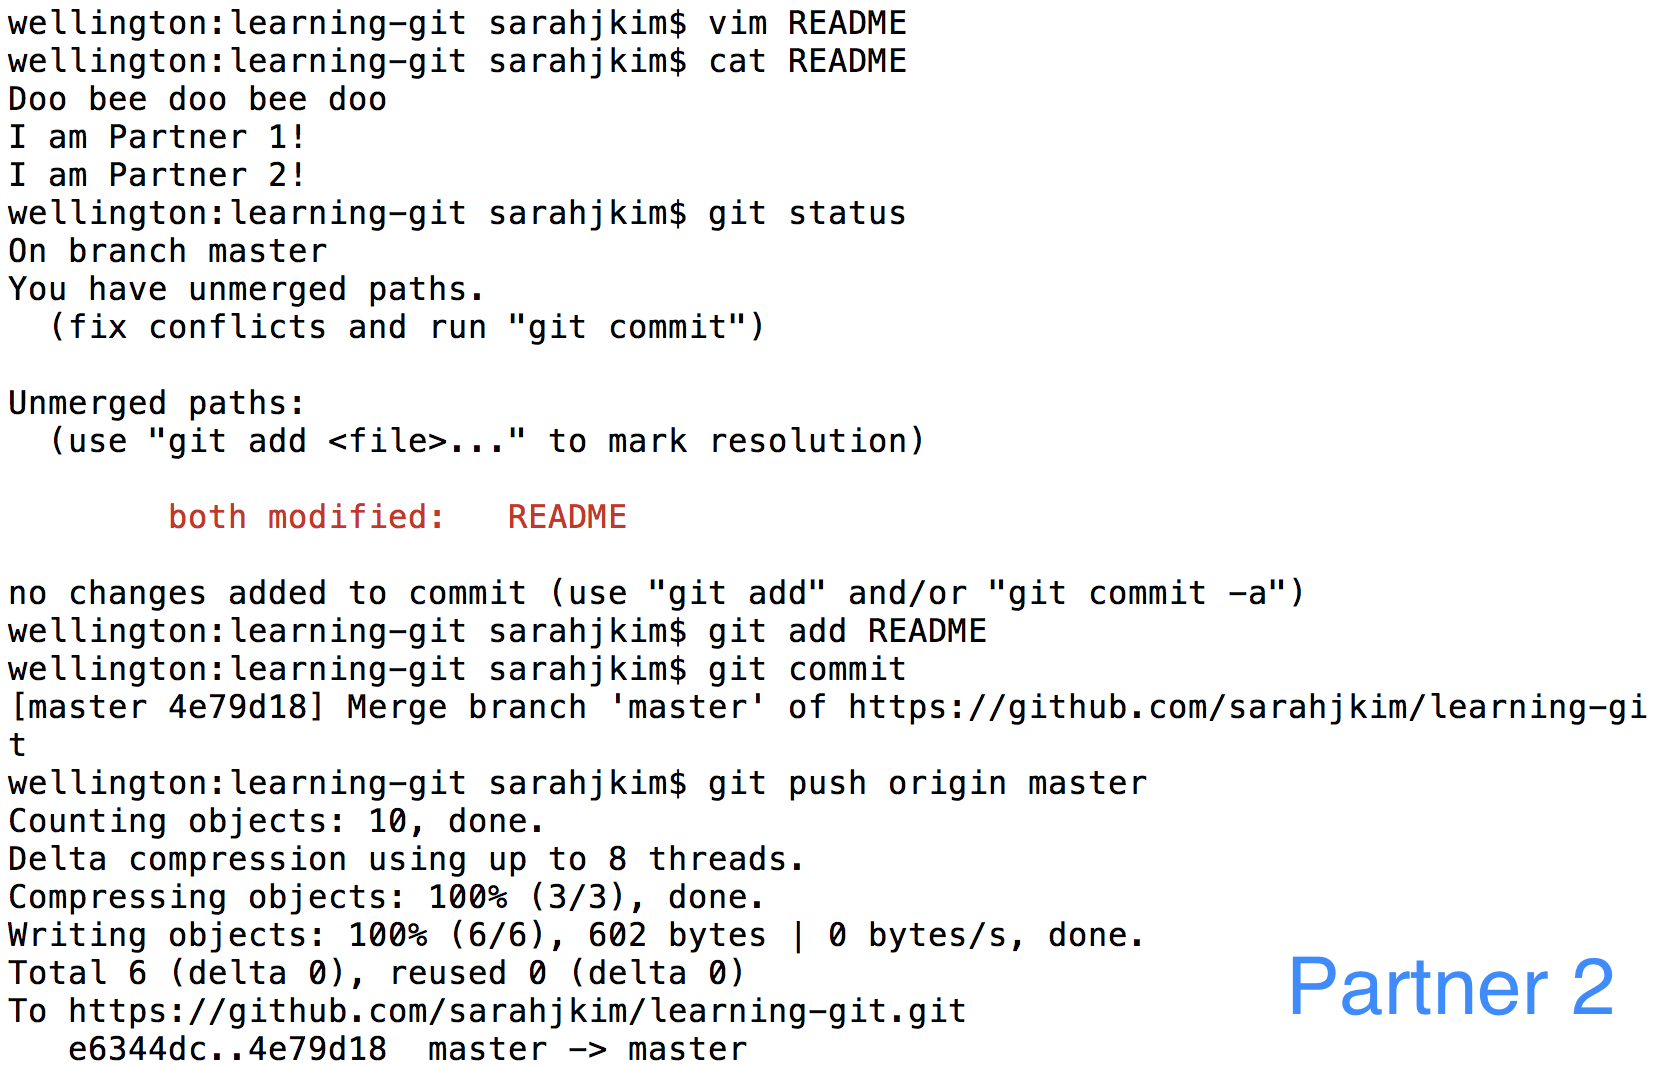 wellington:learning-git sarahjkim$ vim README
wellington:learning-git sarahjkim$ cat README
Doo bee doo bee doo
I am Partner 1!
I am Partner 2!
wellington:learning-git sarahjkim$ git status
On branch master
You have unmerged paths.
  (fix conflicts and run "git commit")

Unmerged paths:
  (use "git add <file>..." to mark resolution)

        both modified:   README

no changes added to commit (use "git add" and/or "git commit -a")
wellington:learning-git sarahjkim$ git add README
wellington:learning-git sarahjkim$ git commit
[master 4e79d18] Merge branch 'master' of https://github.com/sarahjkim/learning-gi
t
wellington:learning-git sarahjkim$ git push origin master
Counting objects: 10, done.
Delta compression using up to 8 threads.
Compressing objects: 100% (3/3), done.
Writing objects: 100% (6/6), 602 bytes | 0 bytes/s, done.
Total 6 (delta 0), reused 0 (delta 0)
To https://github.com/sarahjkim/learning-git.git
   e6344dc..4e79d18  master -> master
Partner 2